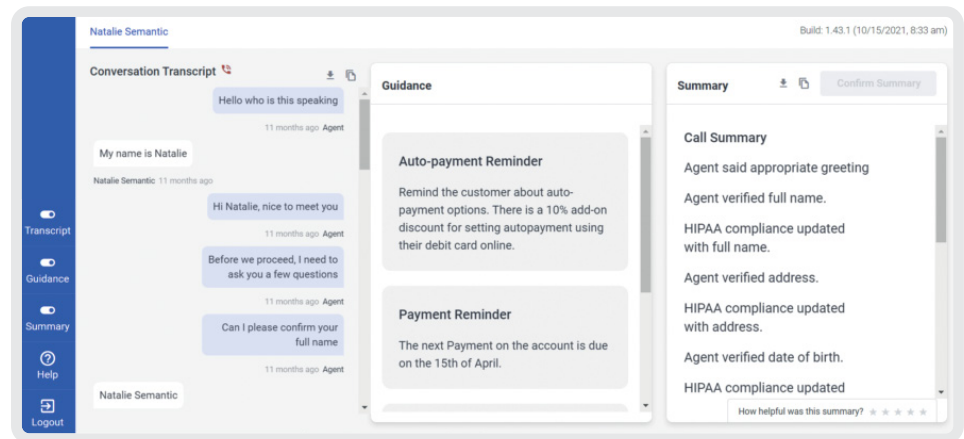 Natalie Semantic
Build: 1.43.1 (10/15/2021, 8:33 am)
Transcript
Guidance
Summary
Help
Logout
Conversation Transcript
Hello who is this speaking
11 months ago Agent
My name is Natalie
Natalie Semantic 11 months ago
Hi Natalie, nice to meet you
11 months ago Agent
Before we proceed, I need to
ask you a few questions
11 months ago Agent
Can I please confirm your
full name
11 months ago Agent
Natalie Semantic
Guidance
Auto-payment Reminder
Remind the customer about auto-
payment options. There is a 10% add-on
discount for setting autopayment using
their debit card online.
Payment Reminder
The next Payment on the account is due
on the 15th of April.
Summary
Confirm Summary
Call Summary
Agent said appropriate greeting
Agent verified full name.
HIPAA compliance updated
with full name.
Agent verified address.
HIPAA compliance updated
with address.
Agent verified date of birth.
HIPAA compliance updated
How helpful was this summary?